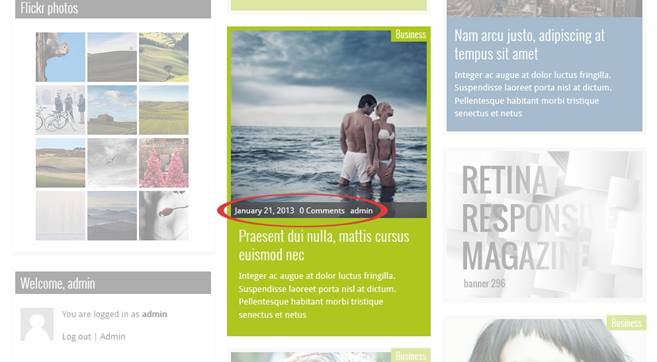 Flickr photos
Welcome, admin
You are logged in as admin
Log out | Admin
Business
January 21, 2013 0 Comments admin
Praesent dui nulla, mattis cursus
euismod nec
Integer ac augue at dolor luctus fringilla.
Suspendisse laoreet porta nisl at dictum.
Pellentesque habitant morbi tristique
senectus et netus
Business
Nam arcu justo, adipiscing at
tempus sit amet
Integer ac augue at dolor luctus fringilla.
Suspendisse laoreet porta nisl at dictum.
Pellentesque habitant morbi tristique
senectus et netus
RETINA
RESPONSIVE
MAGAZINE
banner 296
Business